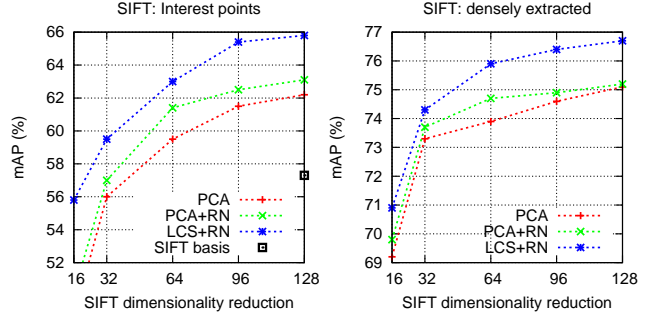 SIFT: Interest points
66
64
62
60
58
56
54
52
mAP (%)
PCA
PCA+RN
LCS+RN
SIFT basis
16 32 64 96 128
SIFT dimensionality reduction
SIFT: densely extracted
77
76
75
74
73
72
71
70
69
mAP (%)
PCA
PCA+RN
LCS+RN
16 32 64 96 128
SIFT dimensionality reduction